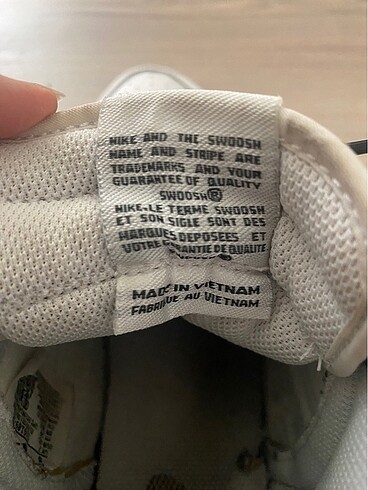 NIKE AND THE SWOOSH
NAME AND STRIPE ARE
TRADEMARKS AND YOUR
GUARANTEE OF QUALITY
SWOOSH®
NIKE, LE TERME SWOOSH
ET SON SIGLE SONT DES
MARQUES DEPOSEES ET
VOTRE GARANTIE DE QUALITE
MADE IN VIETNAM
FABRIQUE AU VIETNAM